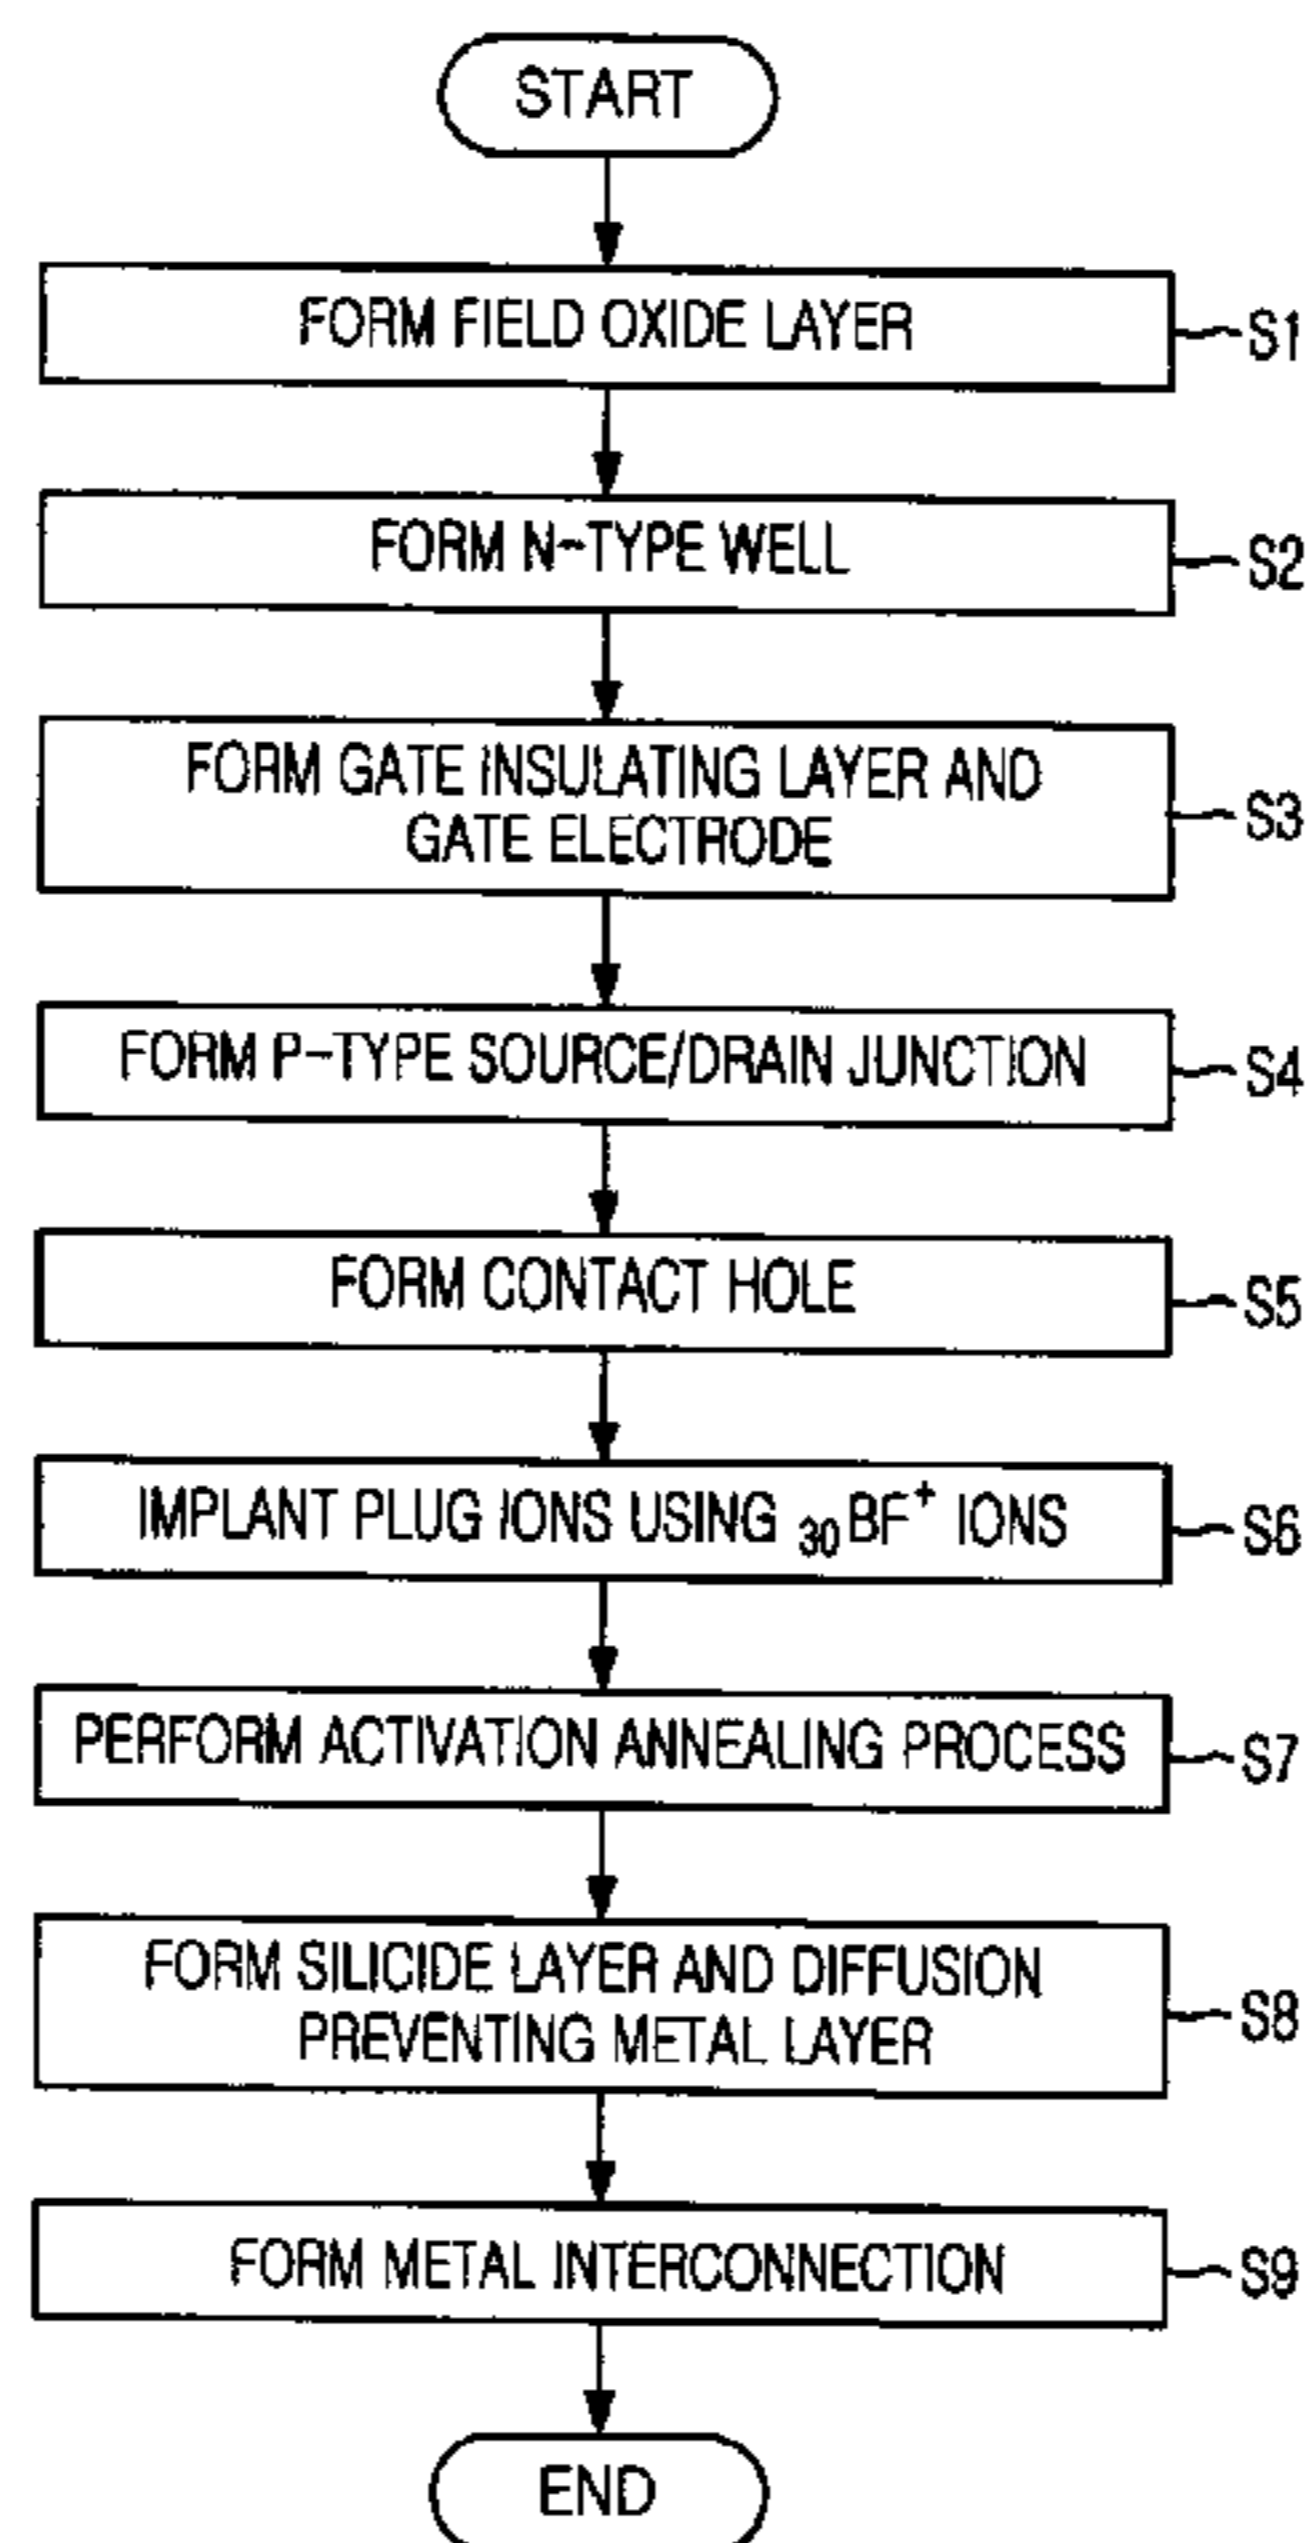 START
FORM FIELD OXIDE LAYER
S1
FORM N-TYPE WELL
S2
FORM GATE INSULATING LAYER AND
GATE ELECTRODE
S3
FORM P-TYPE SOURCE/DRAIN JUNCTION
S4
FORM CONTACT HOLE
S5
IMPLANT PLUG IONS USING ₃₀BF⁺ IONS
S6
PERFORM ACTIVATION ANNEALING PROCESS
S7
FORM SILICIDE LAYER AND DIFFUSION
PREVENTING METAL LAYER
S8
FORM METAL INTERCONNECTION
S9
END